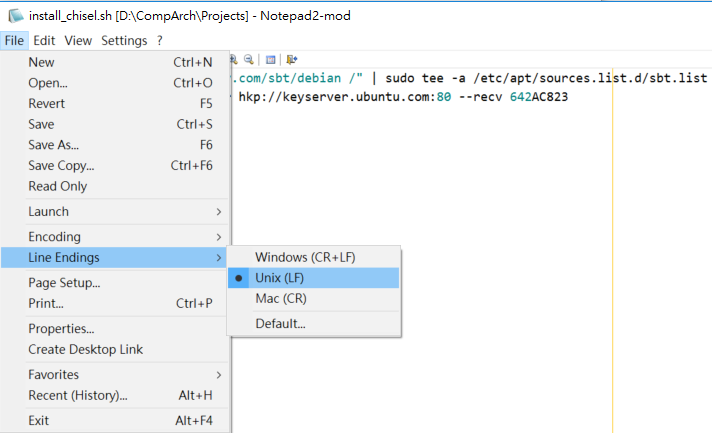 install_chisel.sh [D:\CompArch\Projects] - Notepad2-mod
File Edit View Settings ?
New Ctrl+N
Open... Ctrl+O
Revert F5
Save Ctrl+S
Save As... F6
Save Copy... Ctrl+F6
Read Only
Launch
Encoding
Line Endings
Page Setup...
Print... Ctrl+P
Properties...
Create Desktop Link
Favorites
Recent (History)... Alt+H
Exit Alt+F4
Windows (CR+LF)
Unix (LF)
Mac (CR)
Default...
.com/sbt/debian /" | sudo tee -a /etc/apt/sources.list.d/sbt.list
hkp://keyserver.ubuntu.com:80 --recv 642AC823